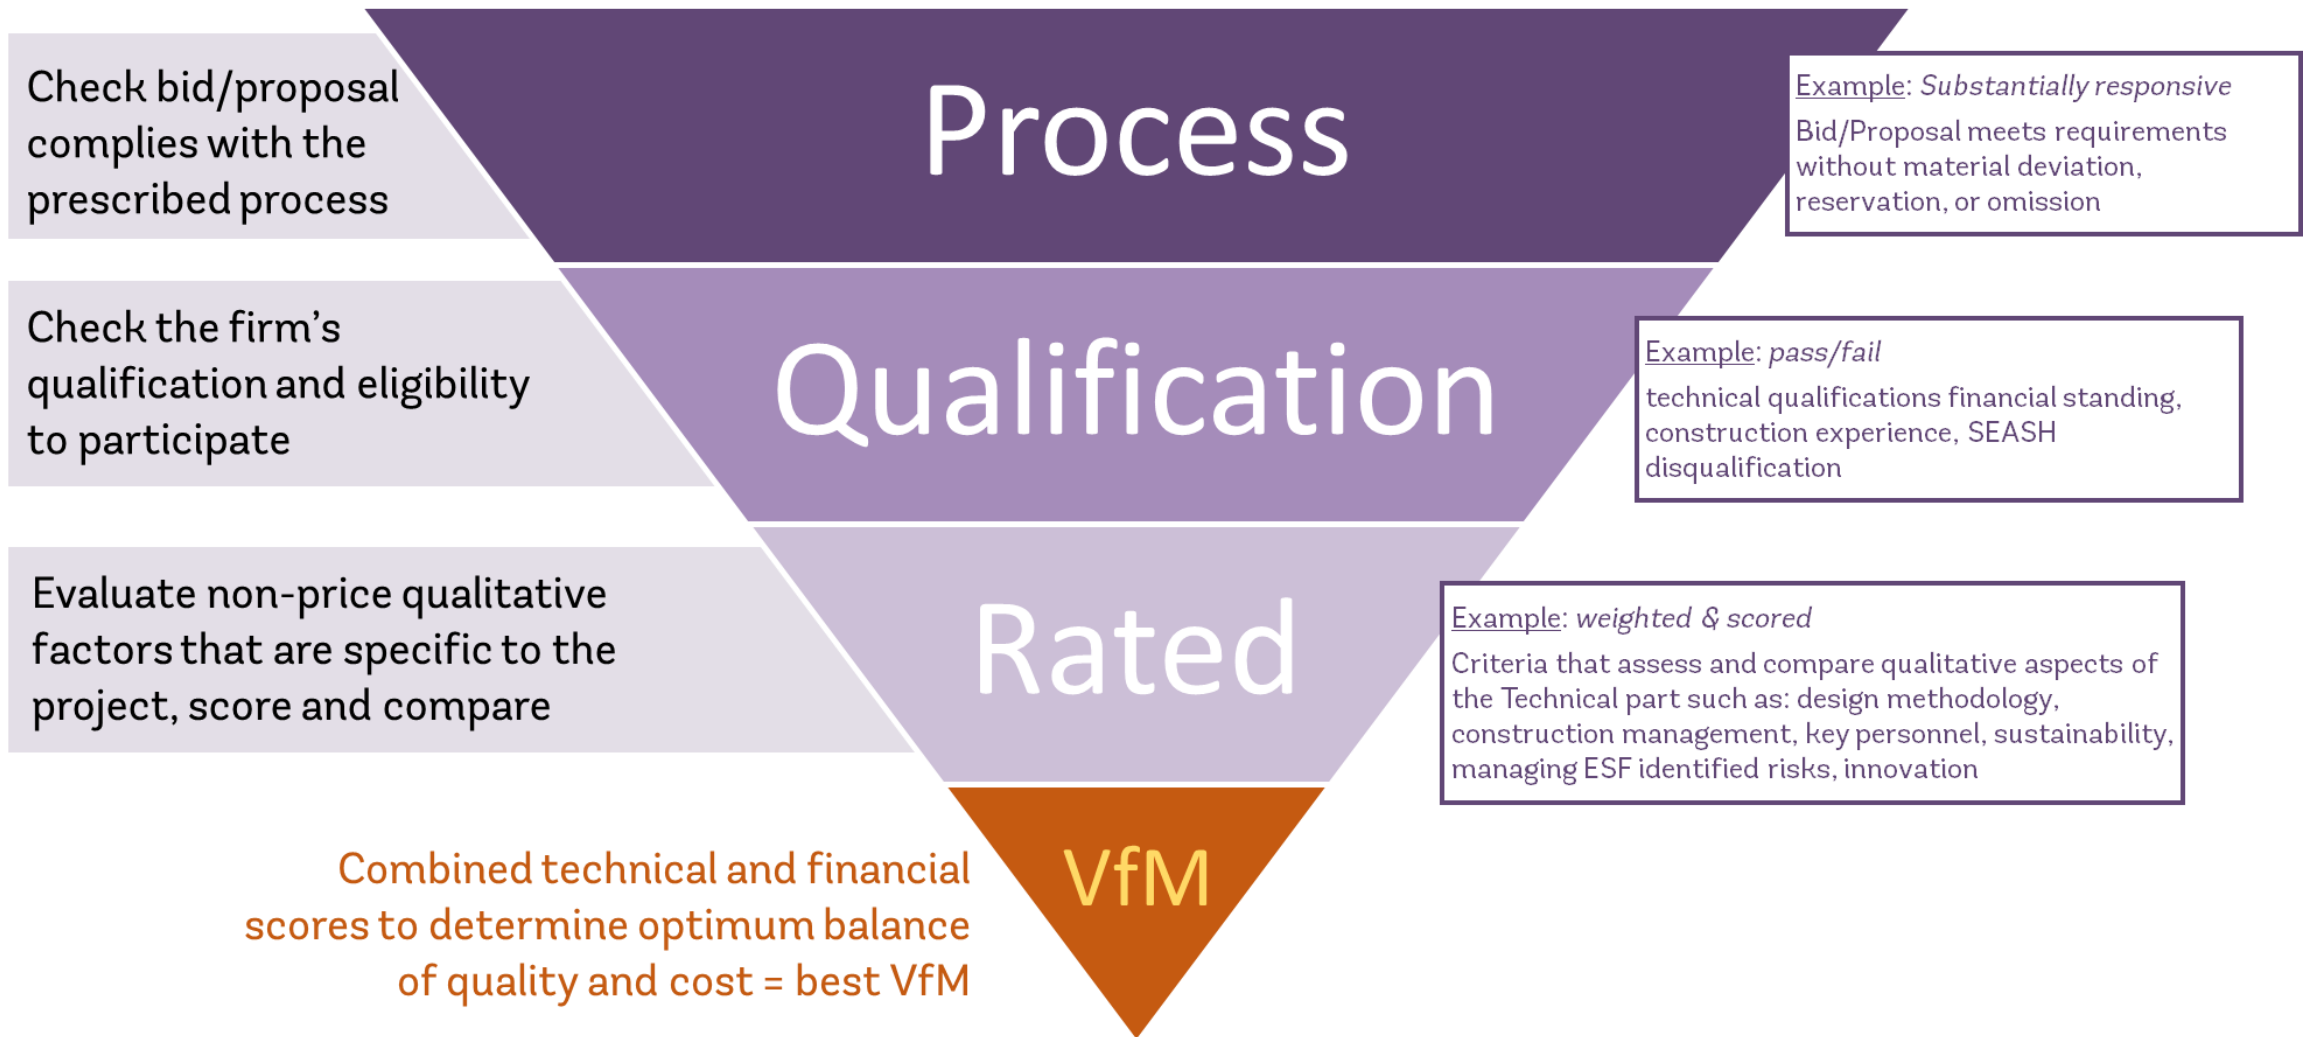 Check bid/proposal
complies with the
prescribed process
Process
Example: Substantially responsive
Bid/Proposal meets requirements
without material deviation,
reservation, or omission
Check the firm's
qualification and eligibility
to participate
Qualification
Example: pass/fail
technical qualifications financial standing,
construction experience, SEASH
disqualification
Evaluate non-price qualitative
factors that are specific to the
project, score and compare
Rated
Example: weighted & scored
Criteria that assess and compare qualitative aspects of
the Technical part such as: design methodology,
construction management, key personnel, sustainability,
managing ESF identified risks, innovation
Combined technical and financial
scores to determine optimum balance
of quality and cost = best VfM
VfM